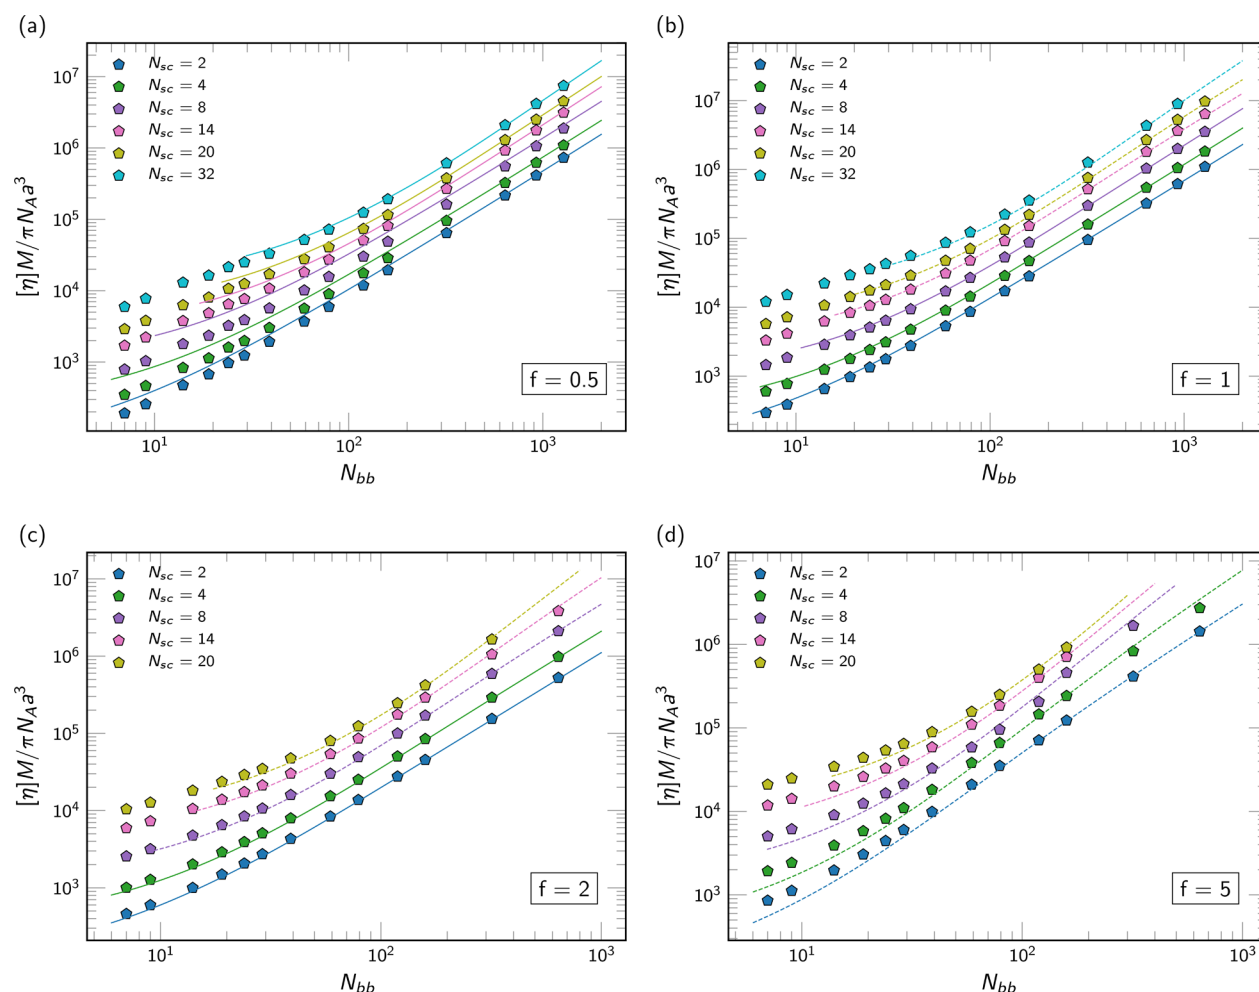 (a)
N_sc = 2
N_sc = 4
N_sc = 8
N_sc = 14
N_sc = 20
N_sc = 32
10^7
10^6
10^5
10^4
10^3
[η]M/πN_Aa^3
f = 0.5
10^1 10^2 10^3
N_bb
(b)
N_sc = 2
N_sc = 4
N_sc = 8
N_sc = 14
N_sc = 20
N_sc = 32
10^7
10^6
10^5
10^4
10^3
[η]M/πN_Aa^3
f = 1
10^1 10^2 10^3
N_bb
(c)
N_sc = 2
N_sc = 4
N_sc = 8
N_sc = 14
N_sc = 20
10^7
10^6
10^5
10^4
10^3
[η]M/πN_Aa^3
f = 2
10^1 10^2 10^3
N_bb
(d)
N_sc = 2
N_sc = 4
N_sc = 8
N_sc = 14
N_sc = 20
10^7
10^6
10^5
10^4
10^3
[η]M/πN_Aa^3
f = 5
10^1 10^2 10^3
N_bb